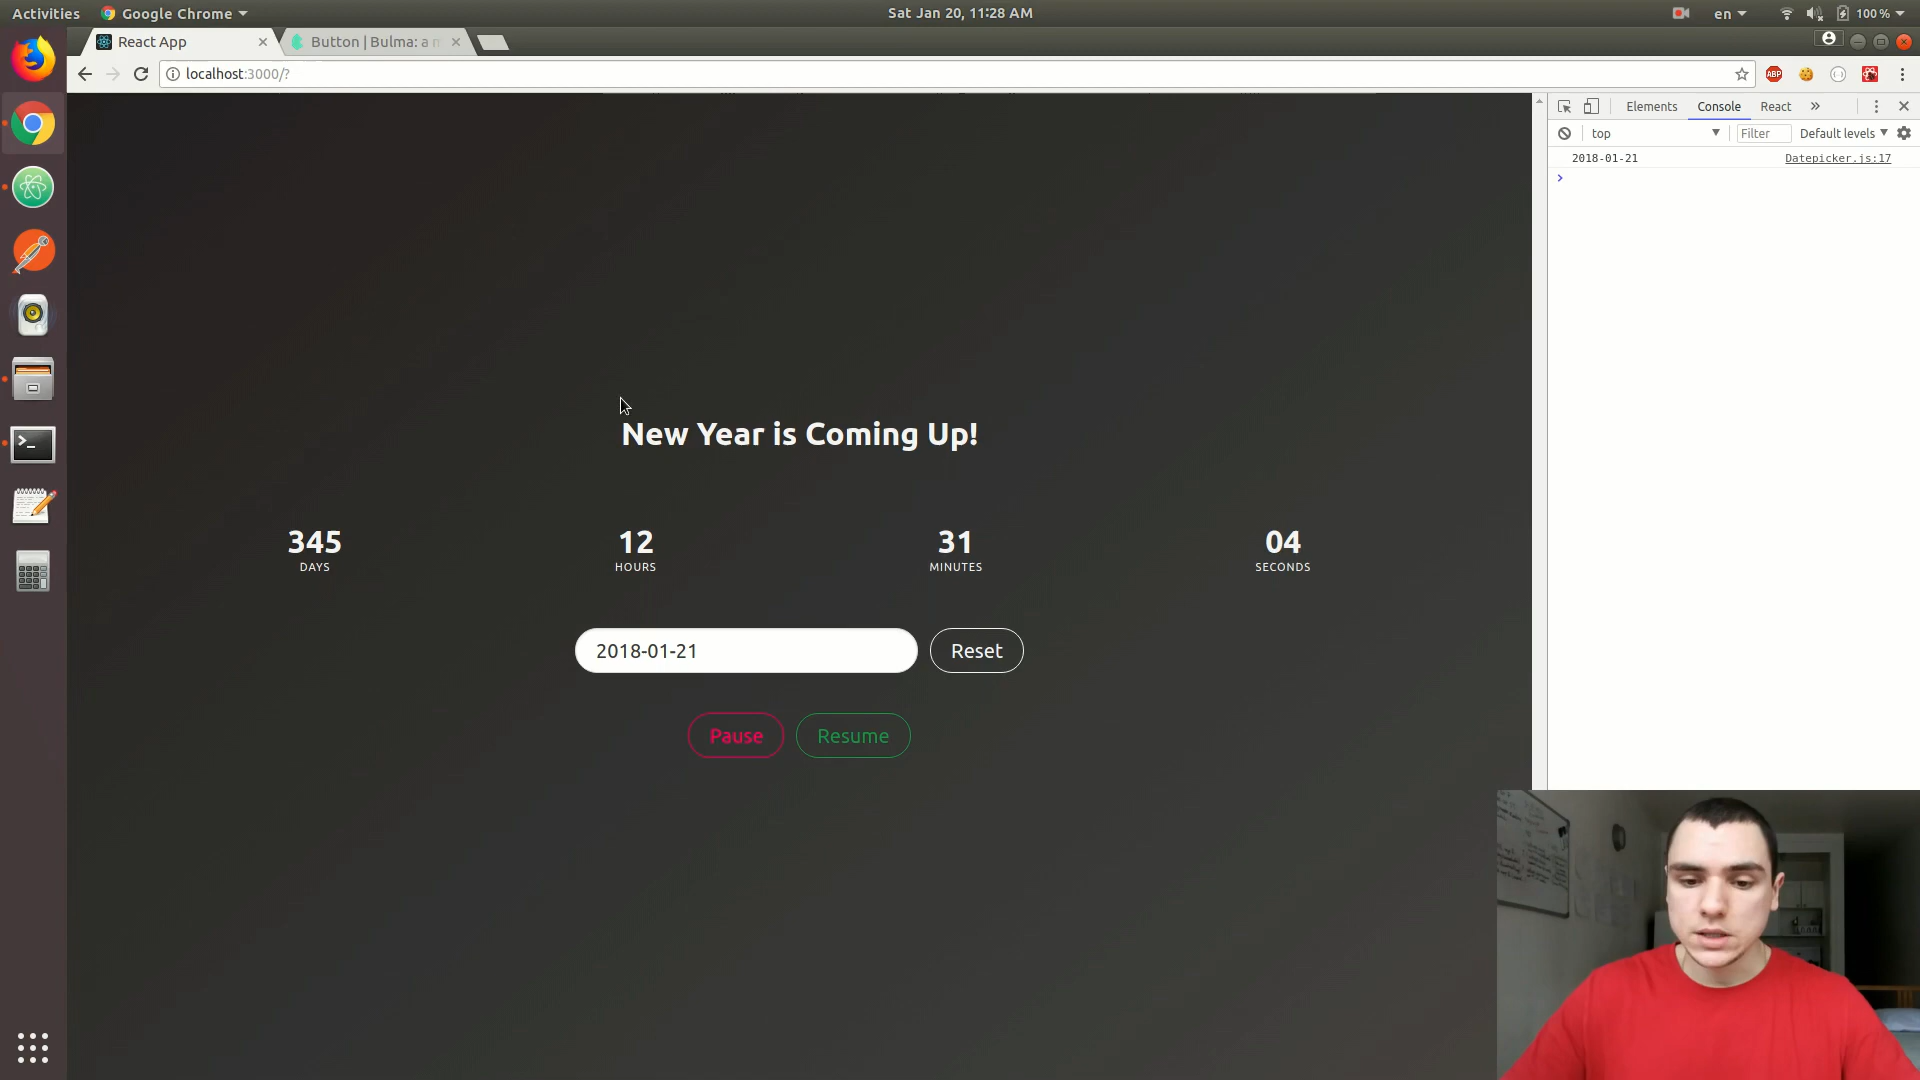 Activities
Google Chrome
Sat Jan 20, 11:28 AM
en
100 %
React App
Button | Bulma: a m
localhost:3000/?
ABP
Elements
Console
React
top
Filter
Default levels
2018-01-21
Datepicker.js:17
New Year is Coming Up!
345
12
31
04
DAYS
HOURS
MINUTES
SECONDS
2018-01-21
Reset
Pause
Resume